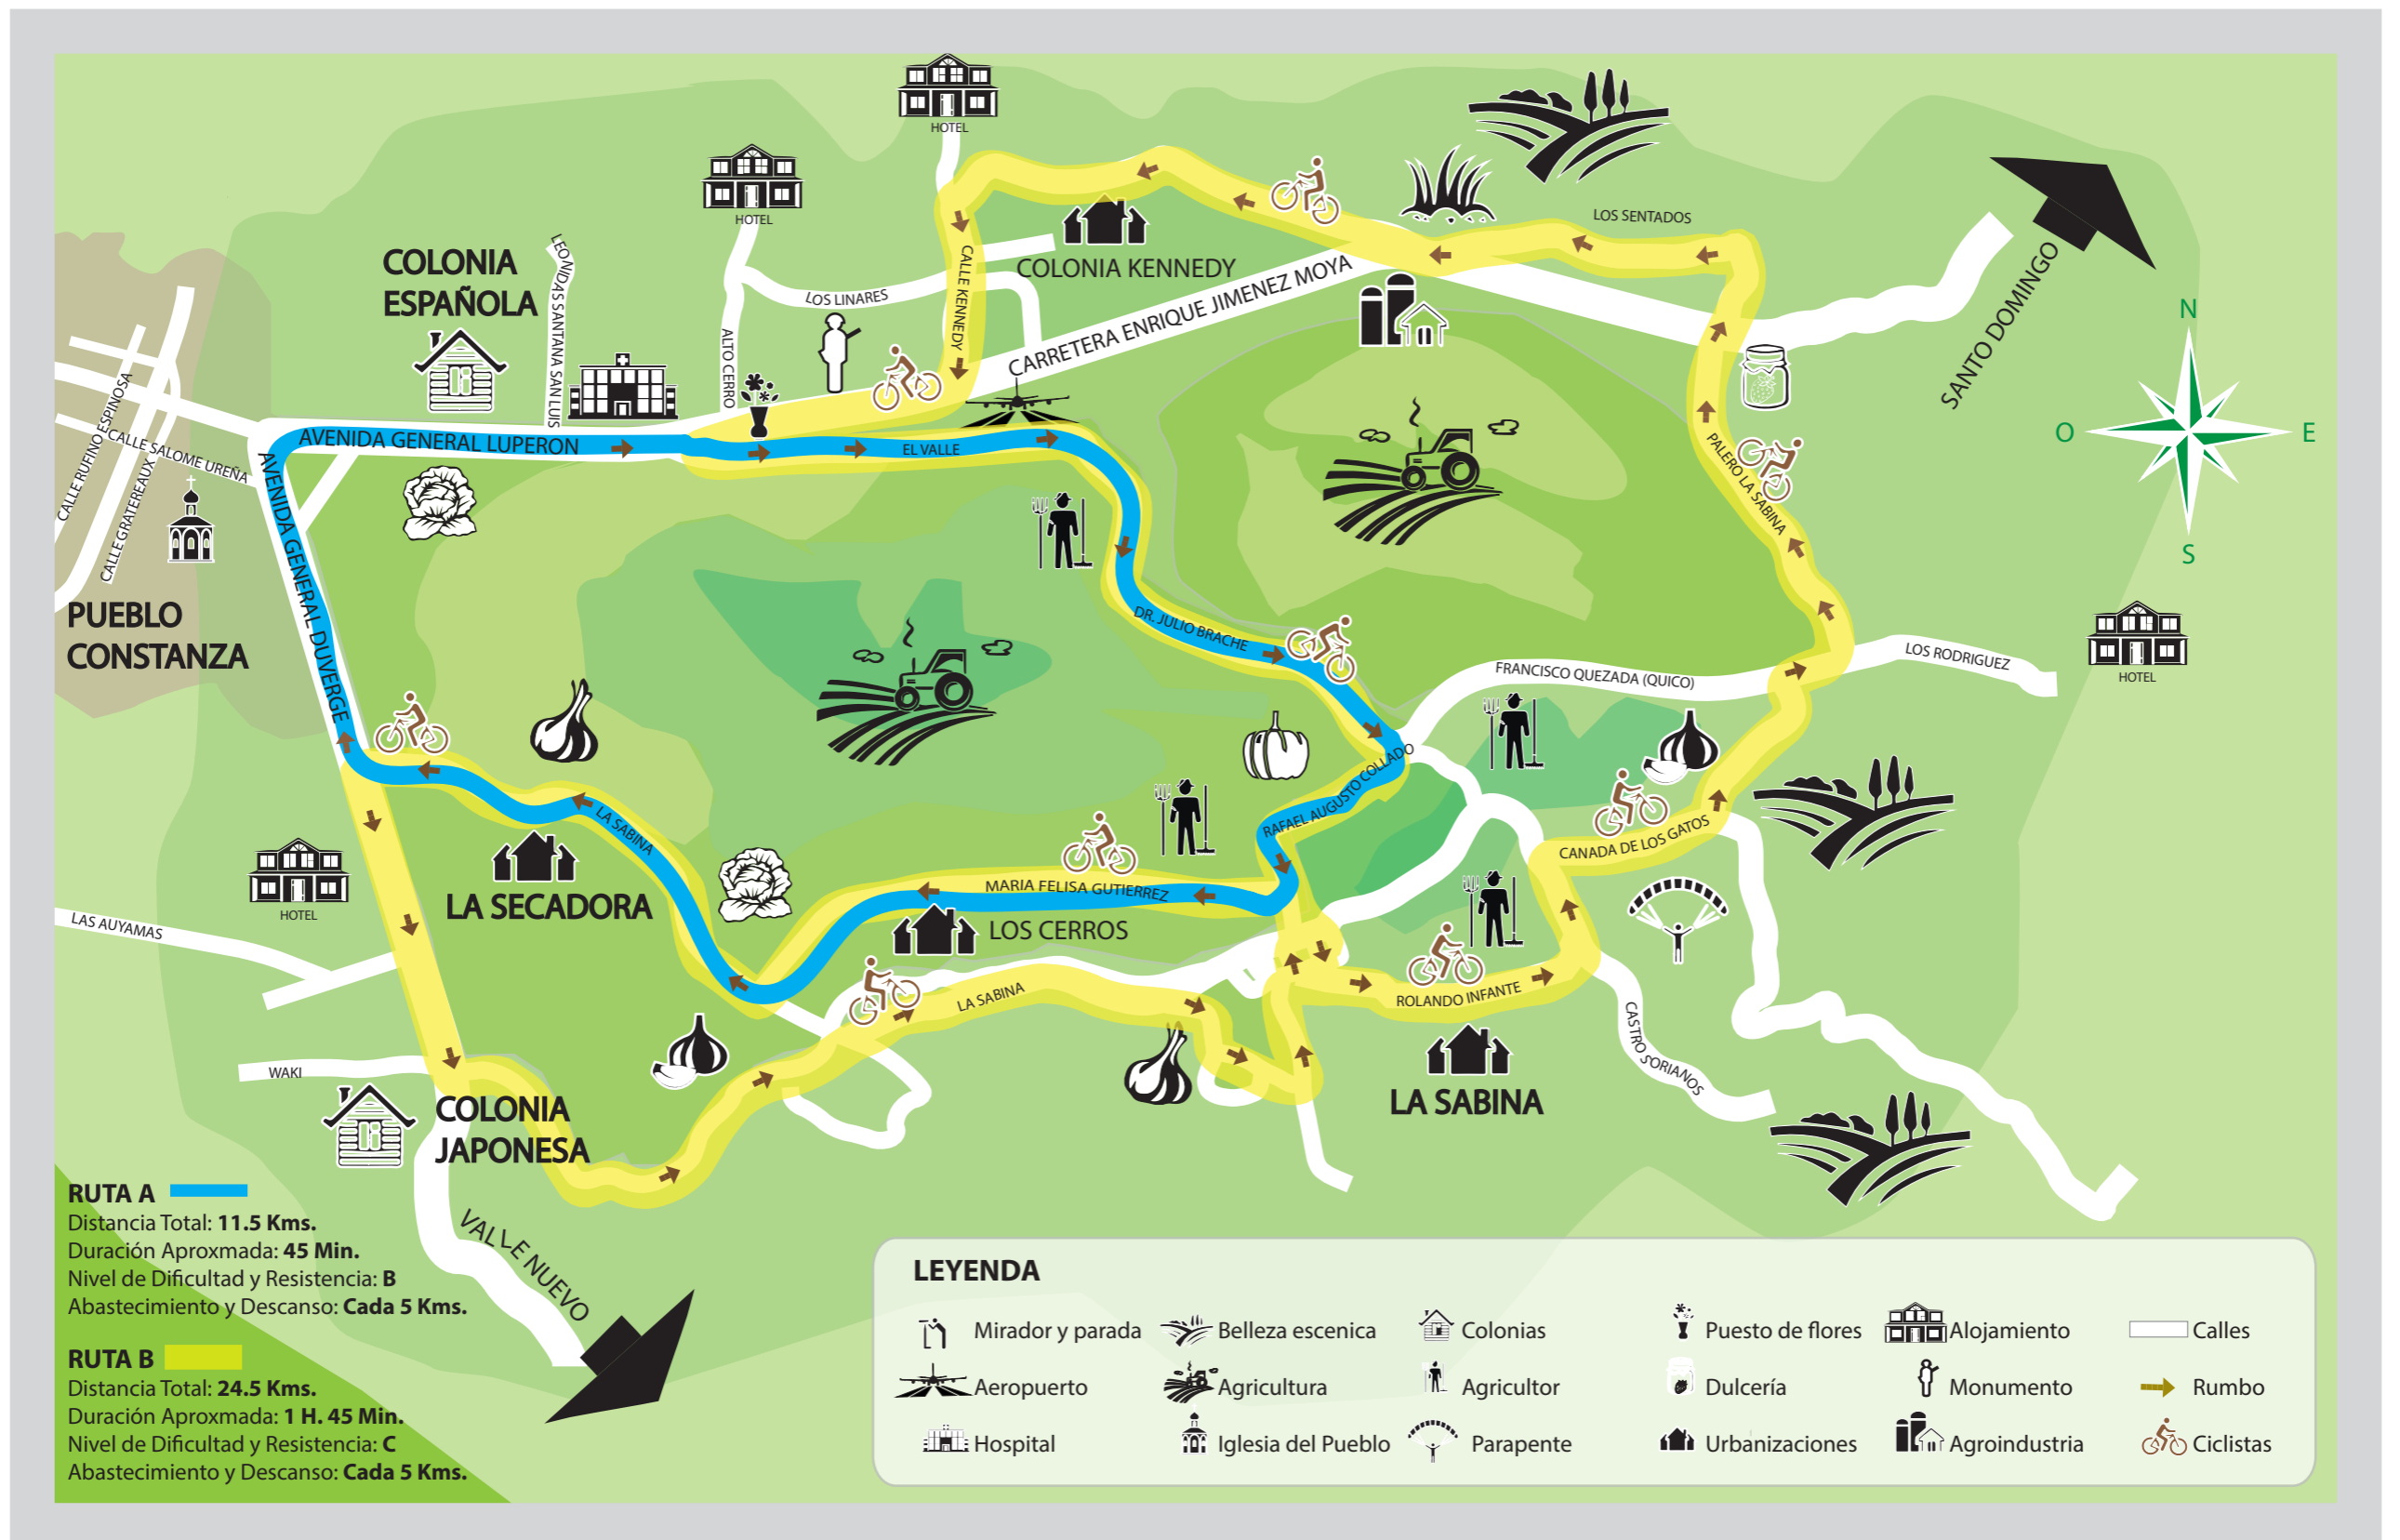 HOTEL
HOTEL
LOS SENTADOS
COLONIA
ESPAÑOLA
LEONIDAS SANTANA SAN LUIS
LOS LINARES
ALTO CERRO
CALLE KENNEDY
COLONIA KENNEDY
CARRETERA ENRIQUE JIMENEZ MOYA
SANTO DOMINGO
N
O
E
S
CALLE RUFINO ESPINOSA
CALLE SALOME UREÑA
CALLE GRATEREAUX
AVENIDA GENERAL LUPERON
EL VALLE
PALERO LA SABINA
AVENIDA GENERAL DUVERGE
PUEBLO
CONSTANZA
DR. JULIO BRACHE
FRANCISCO QUEZADA (QUICO)
LOS RODRIGUEZ
HOTEL
RAFAEL AUGUSTO COLLADO
LA SABINA
CANADA DE LOS GATOS
LA SECADORA
MARIA FELISA GUTIERREZ
LOS CERROS
HOTEL
LAS AUYAMAS
LA SABINA
ROLANDO INFANTE
CASTRO SORIANOS
WAKI
COLONIA
JAPONESA
LA SABINA
VALLE NUEVO
RUTA A
Distancia Total: 11.5 Kms.
Duración Aproxmada: 45 Min.
Nivel de Dificultad y Resistencia: B
Abastecimiento y Descanso: Cada 5 Kms.
RUTA B
Distancia Total: 24.5 Kms.
Duración Aproxmada: 1 H. 45 Min.
Nivel de Dificultad y Resistencia: C
Abastecimiento y Descanso: Cada 5 Kms.
LEYENDA
Mirador y parada
Belleza escenica
Colonias
Puesto de flores
Alojamiento
Calles
Aeropuerto
Agricultura
Agricultor
Dulcería
Monumento
Rumbo
Hospital
Iglesia del Pueblo
Parapente
Urbanizaciones
Agroindustria
Ciclistas